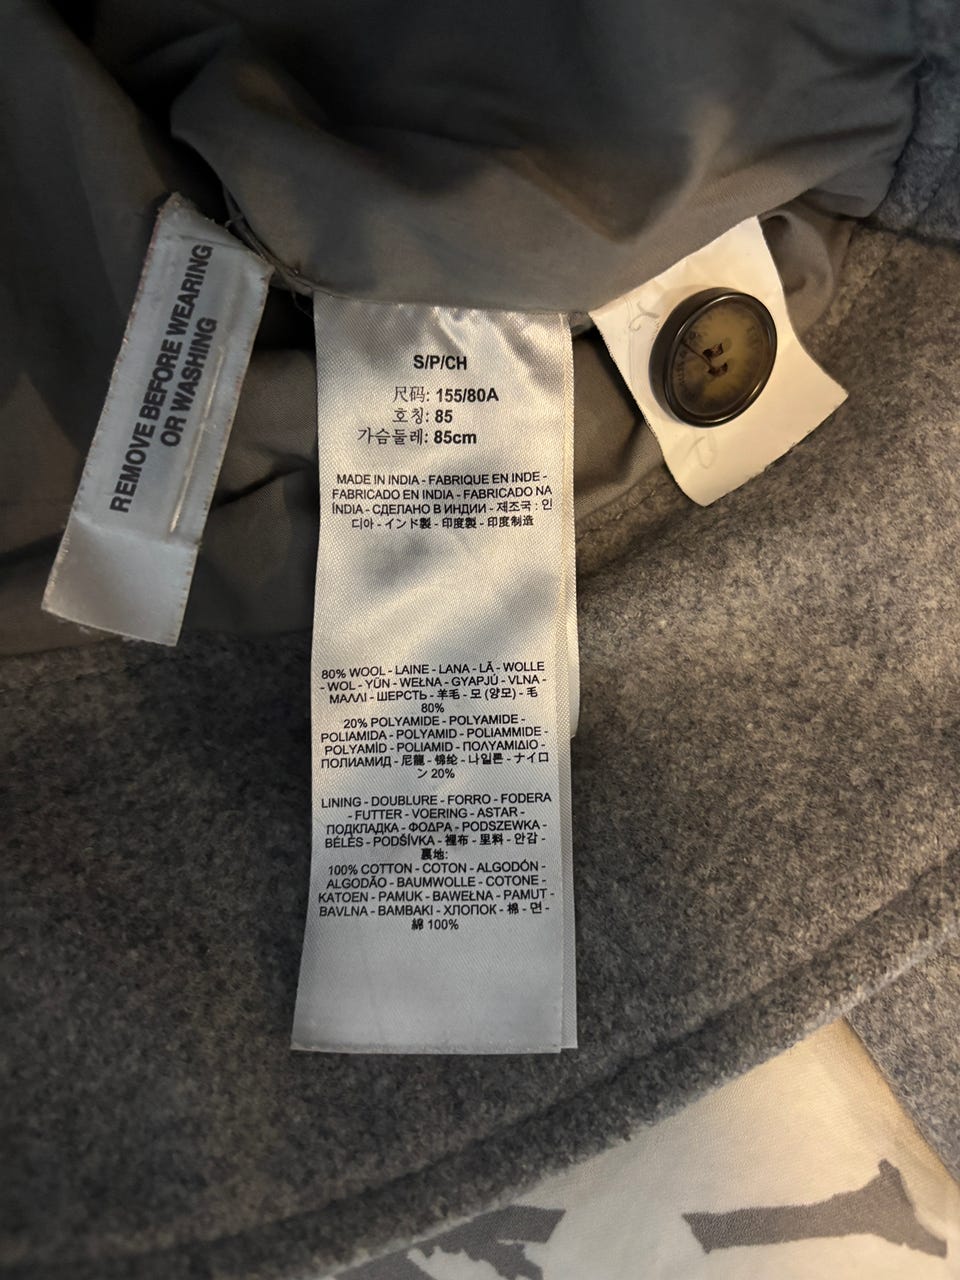 REMOVE BEFORE WEARING
OR WASHING
S/P/CH
尺码: 155/80A
호칭: 85
가슴둘레: 85cm
MADE IN INDIA - FABRIQUE EN INDE -
FABRICADO EN INDIA - FABRICADO NA
ÍNDIA - СДЕЛАНО В ИНДИИ - 제조국 : 인
디아 - インド製 - 印度製 - 印度制造
80% WOOL - LAINE - LANA - LÃ - WOLLE
- WOL - YÜN - WEŁNA - GYAPJÚ - VLNA -
ΜΑΛΛΙ - ШЕРСТЬ - 羊毛 - 모 (양모) - 毛
80%
20% POLYAMIDE - POLYAMIDE -
POLIAMIDA - POLYAMID - POLIAMMIDE -
POLYAMÍD - POLIAMID - ΠΟΛΥΑΜΙΔΙΟ -
ПОЛИАМИД - 尼龍 - 锦纶 - 나일론 - ナイロ
ン 20%
LINING - DOUBLURE - FORRO - FODERA
- FUTTER - VOERING - ASTAR -
ПОДКЛАДКА - ΦΟΔΡΑ - PODSZEWKA -
BÉLÉS - PODŠÍVKA - 裡布 - 里料 - 안감 -
裏地:
100% COTTON - COTON - ALGODÓN -
ALGODÃO - BAUMWOLLE - COTONE -
KATOEN - PAMUK - BAWEŁNA - PAMUT -
BAVLNA - BAMBAKI - ХЛОПОК - 棉 - 면 -
綿 100%